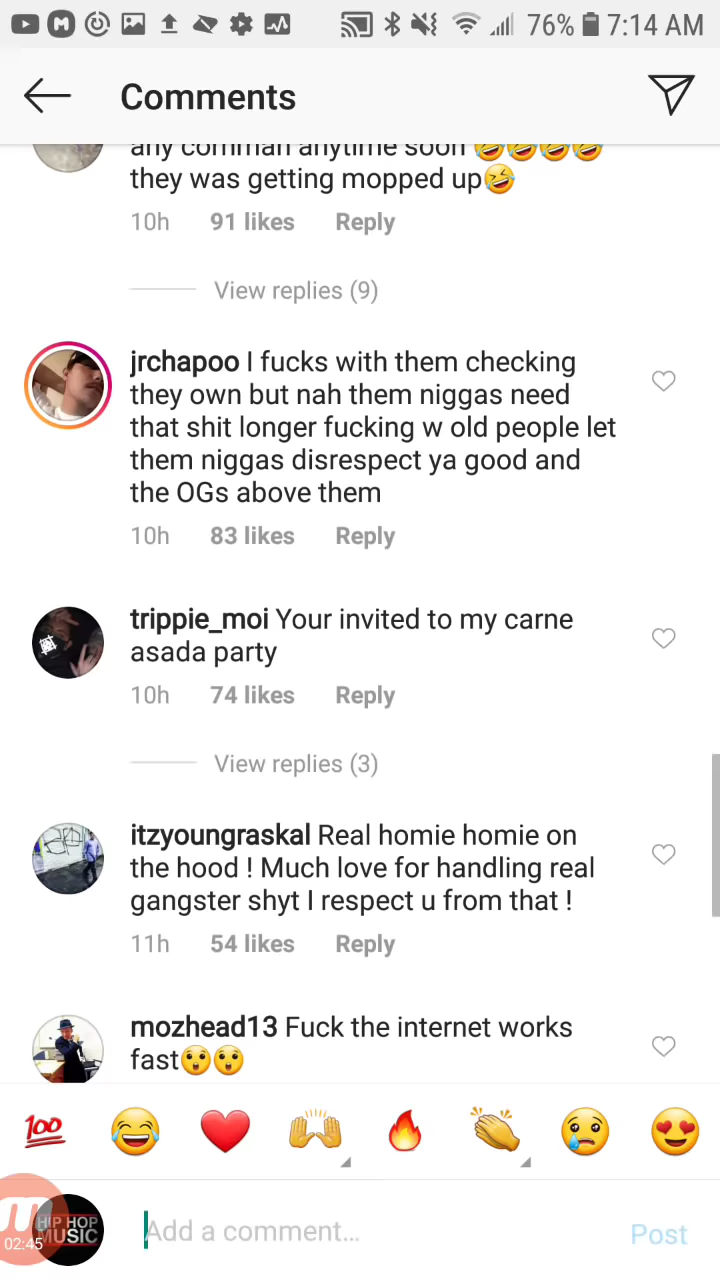 76% 7:14 AM
Comments
any comman anytime soon 🤣🤣🤣🤣
they was getting mopped up🤣
10h 91 likes Reply
View replies (9)
jrchapoo I fucks with them checking
they own but nah them niggas need
that shit longer fucking w old people let
them niggas disrespect ya good and
the OGs above them
10h 83 likes Reply
trippie_moi Your invited to my carne
asada party
10h 74 likes Reply
View replies (3)
itzyoungraskal Real homie homie on
the hood ! Much love for handling real
gangster shyt I respect u from that !
11h 54 likes Reply
mozhead13 Fuck the internet works
fast😲😲
💯 😂 ❤️ 🙌 🔥 👏 😢 😍
02:45
HIP HOP
MUSIC
Add a comment...
Post